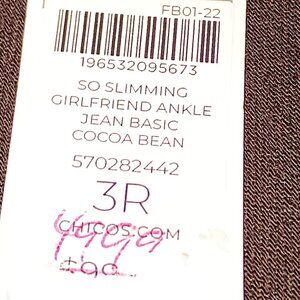 FB01-22
196532095673
SO SLIMMING
GIRLFRIEND ANKLE
JEAN BASIC
COCOA BEAN
570282442
3R
CHICOS.COM